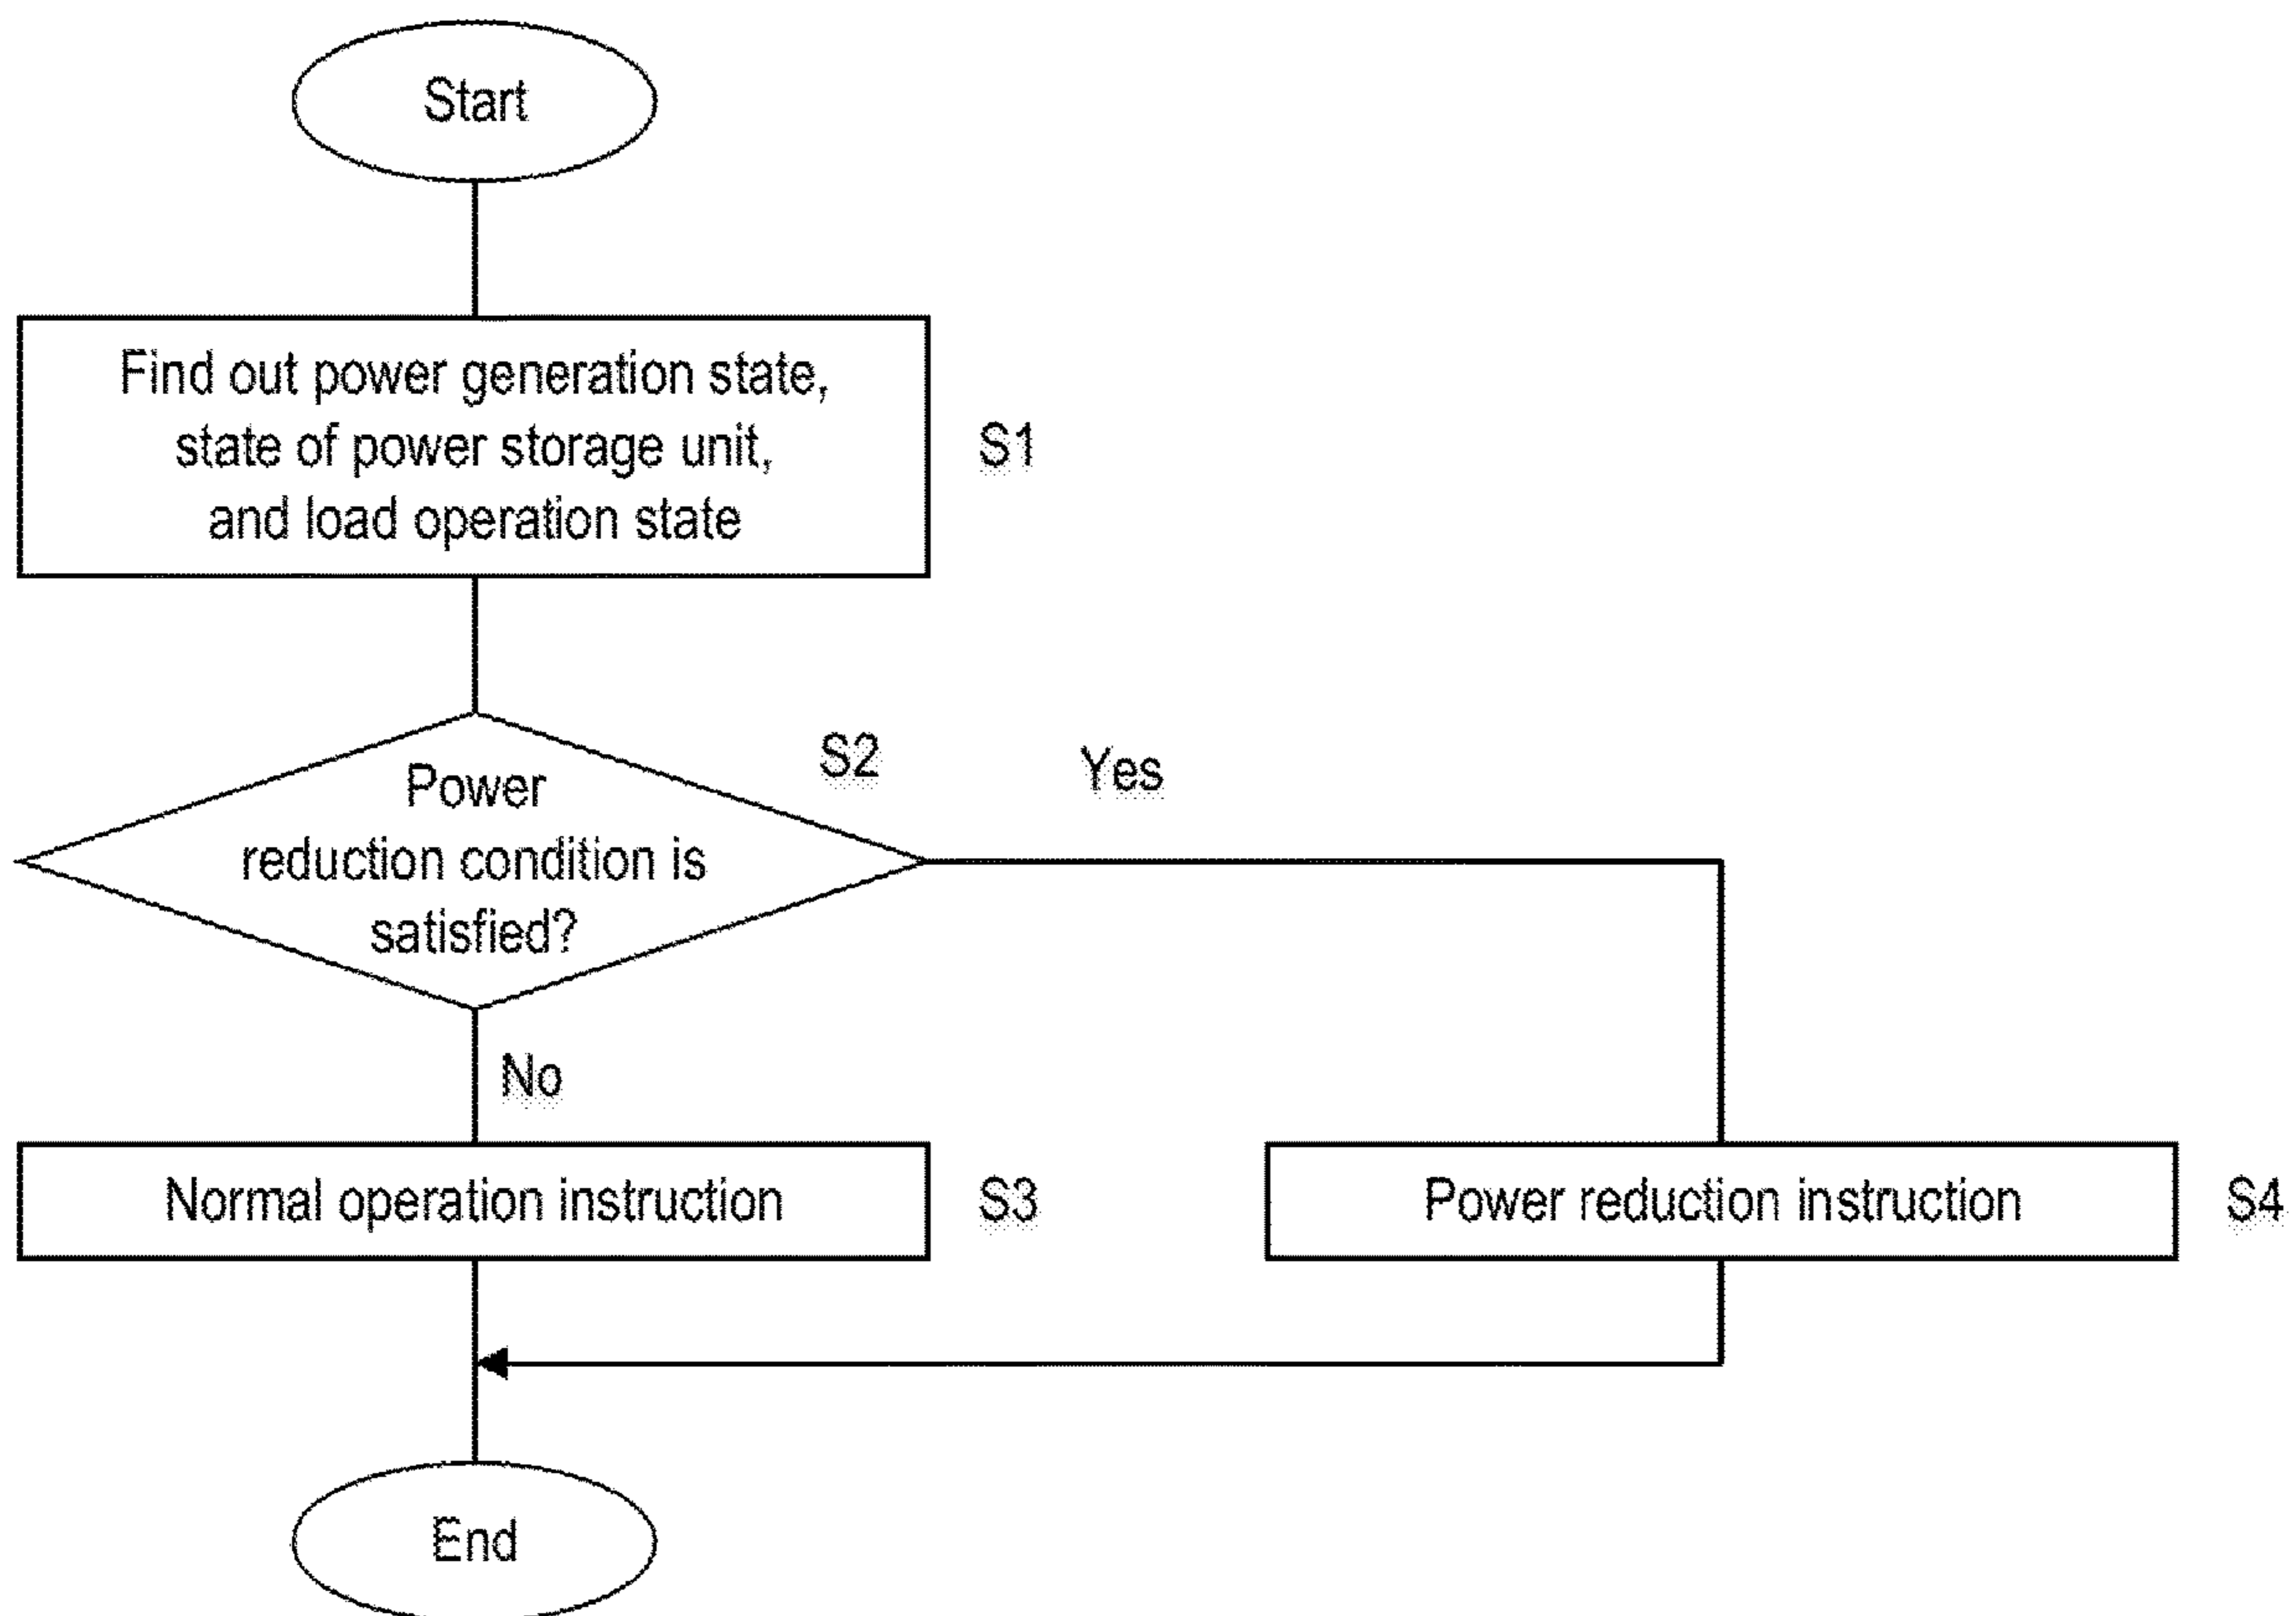 Start
Find out power generation state,
state of power storage unit,
and load operation state
S1
S2
Yes
Power
reduction condition is
satisfied?
No
Normal operation instruction
S3
Power reduction instruction
S4
End